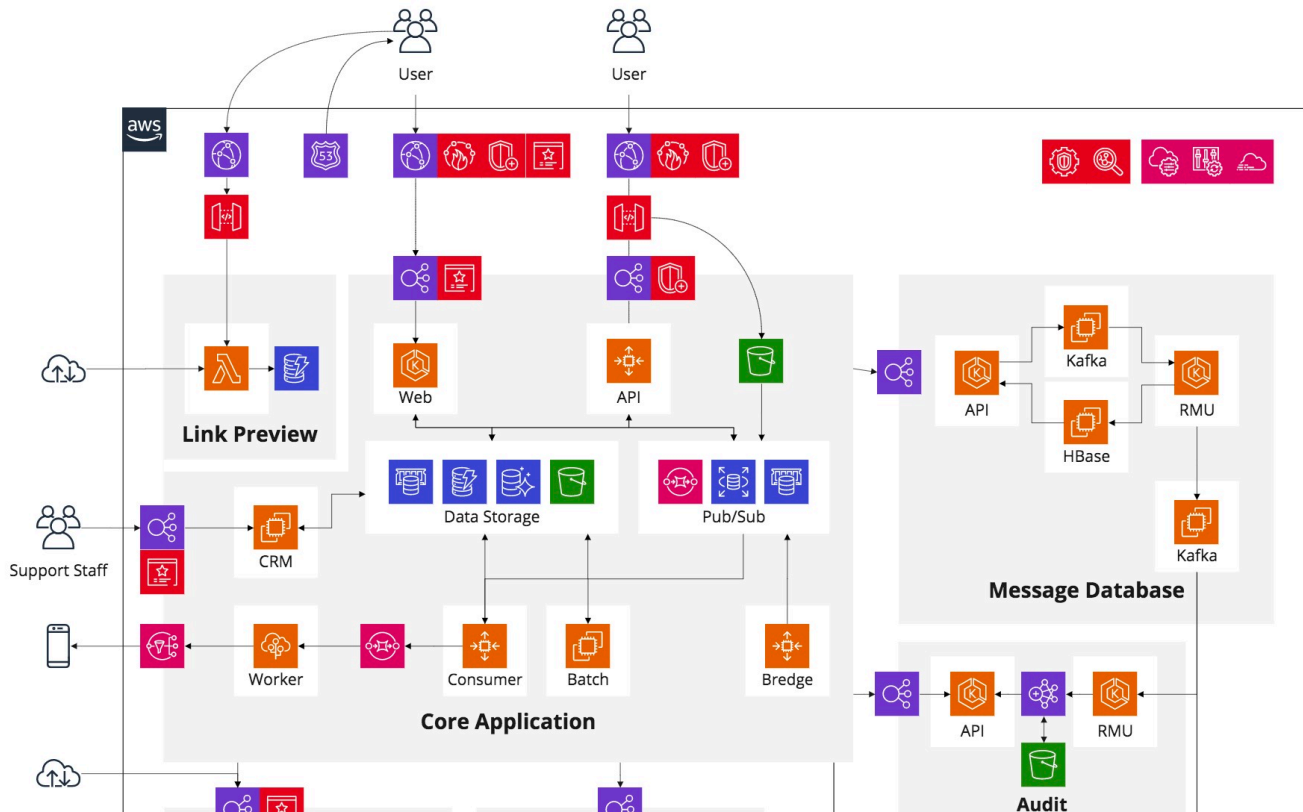 User
User
aws
53
Web
API
Kafka
API
RMU
HBase
Link Preview
Data Storage
Pub/Sub
Kafka
CRM
Support Staff
Message Database
Worker
Consumer
Batch
Bredge
Core Application
API
RMU
Audit